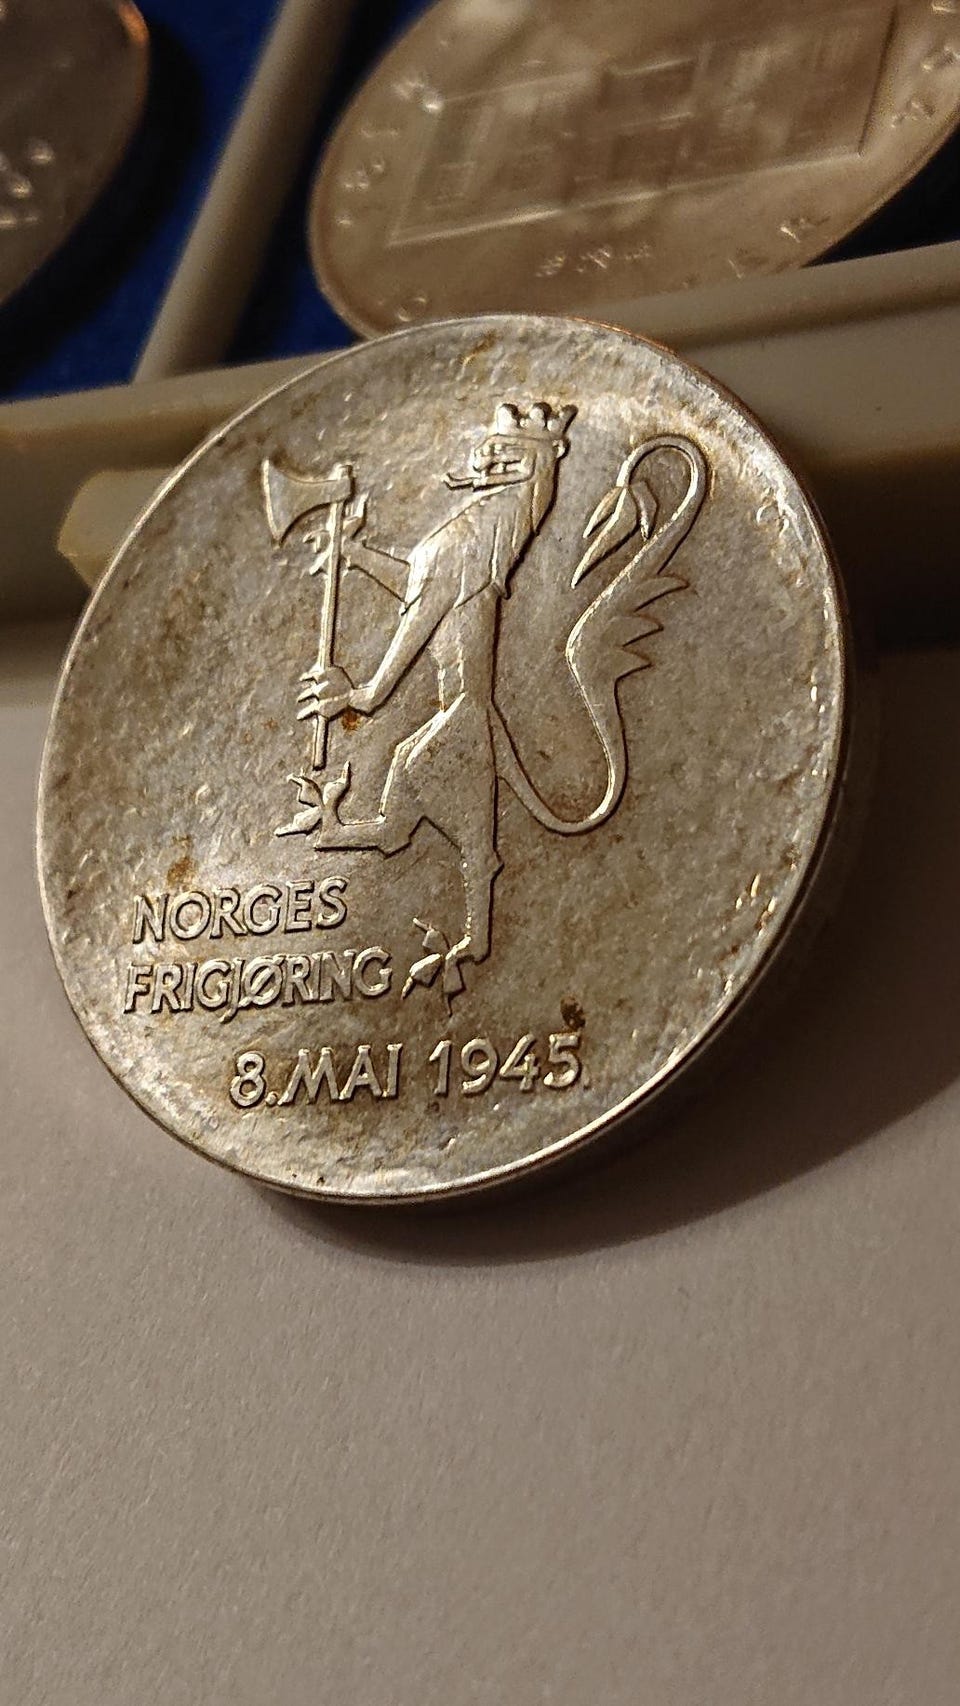 NORGES
FRIGJØRING
8. MAI 1945